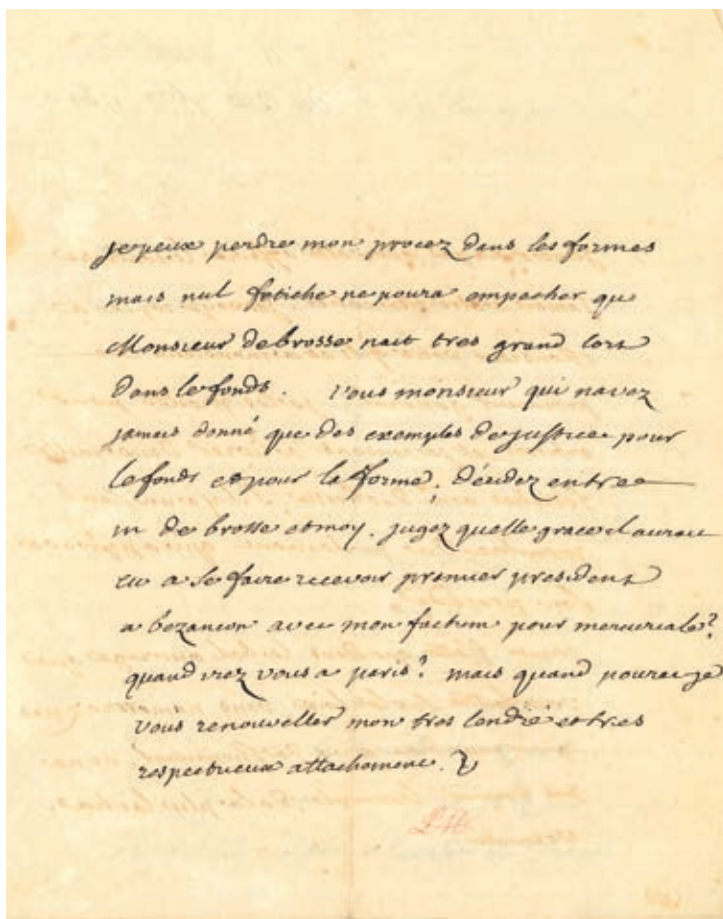 je peux perdre mon procez dans les formes
mais nul fetiche ne poura empecher que
Monsieur de brosse nait tres grand tort
dans le fonds. Vous monsieur qui navez
jamais donné que des exemples de justice pour
le fonds et pour la forme, décidez entre
m de brosse et moy. jugez quelle grace il auroit
eu a se faire recevoir premier president
a bezancon avec mon factum pour mercuriale?
quand irez vous a paris? mais quand pourai je
vous renouveller mon tres tendre et tres
respectueux attachement. V